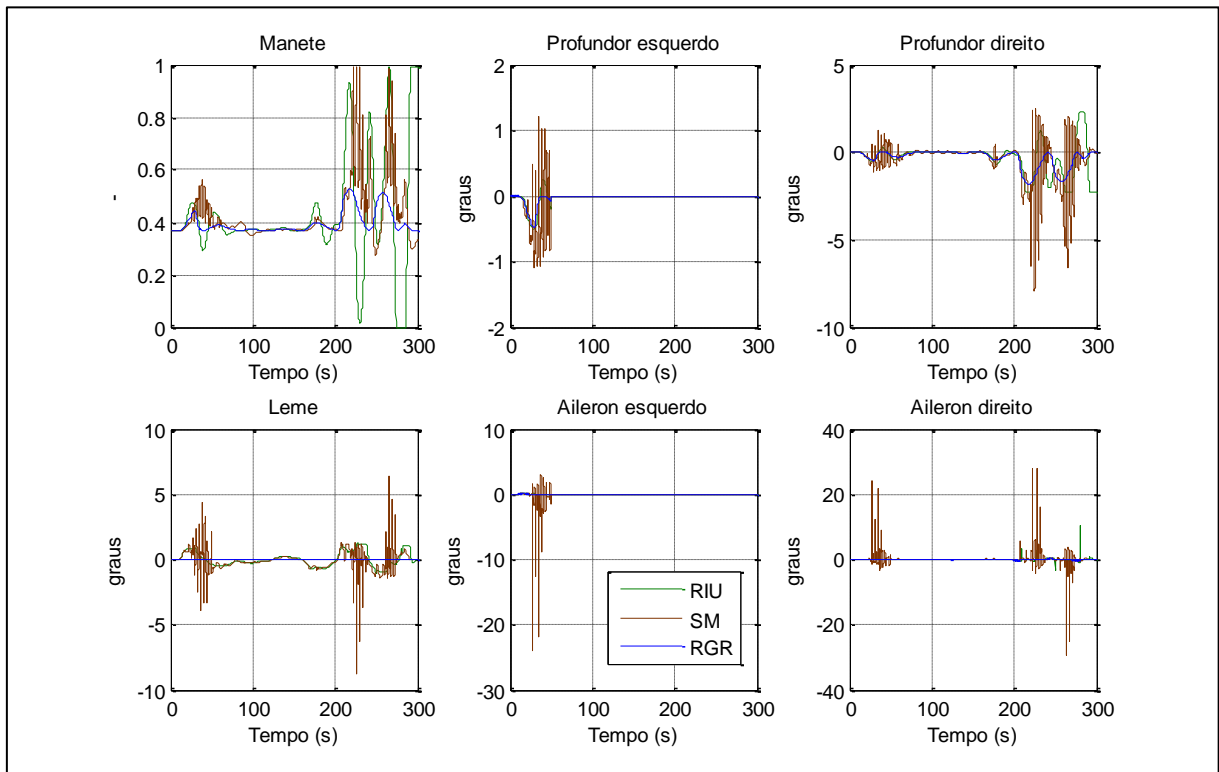 Manete
Profundor esquerdo
Profundor direito
1
0.8
0.6
0.4
0.2
0
-
0 100 200 300
Tempo (s)
2
1
0
-1
-2
graus
0 100 200 300
Tempo (s)
5
0
-5
-10
graus
0 100 200 300
Tempo (s)
Leme
Aileron esquerdo
Aileron direito
10
5
0
-5
-10
graus
0 100 200 300
Tempo (s)
10
0
-10
-20
-30
graus
RIU
SM
RGR
0 100 200 300
Tempo (s)
40
20
0
-20
-40
graus
0 100 200 300
Tempo (s)